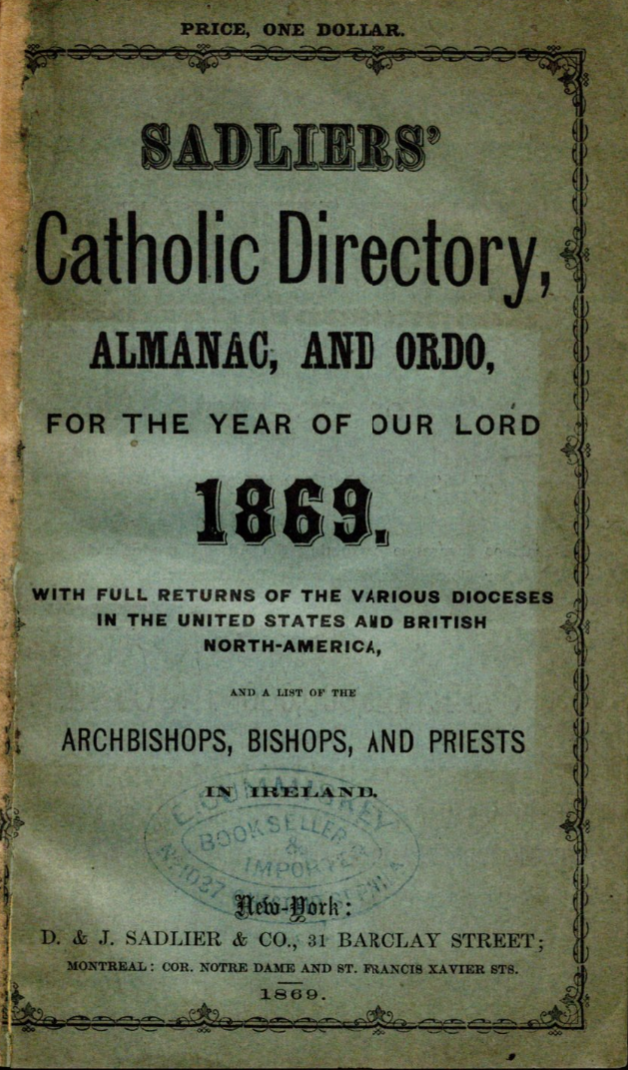 PRICE, ONE DOLLAR.
SADLIERS'
Catholic Directory,
ALMANAC, AND ORDO,
FOR THE YEAR OF OUR LORD
1869.
WITH FULL RETURNS OF THE VARIOUS DIOCESES
IN THE UNITED STATES AND BRITISH
NORTH-AMERICA,
AND A LIST OF THE
ARCHBISHOPS, BISHOPS, AND PRIESTS
IN IRELAND.
BOOKSELLER
&
IMPORTER
No 1037
New-York:
D. & J. SADLIER & CO., 31 BARCLAY STREET;
MONTREAL: COR. NOTRE DAME AND ST. FRANCIS XAVIER STS.
1869.